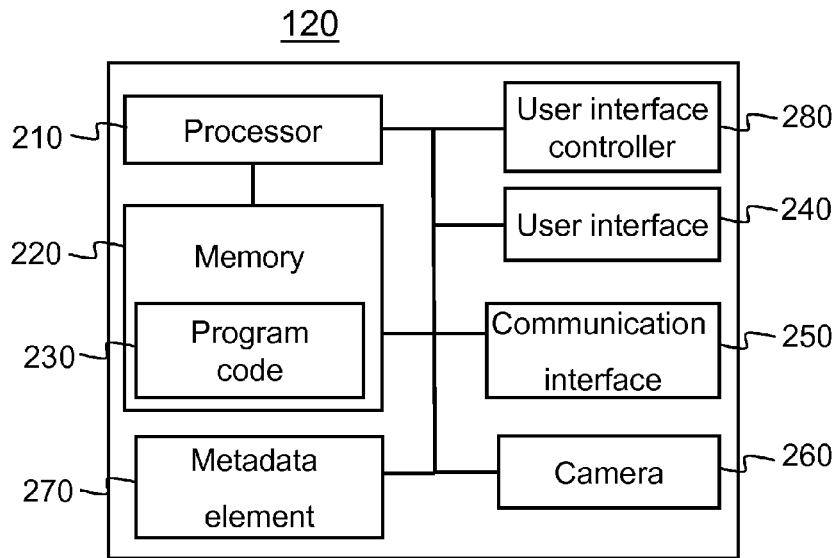 120
210
Processor
User interface
controller
280
220
Memory
User interface
240
230
Program
code
Communication
interface
250
270
Metadata
element
Camera
260